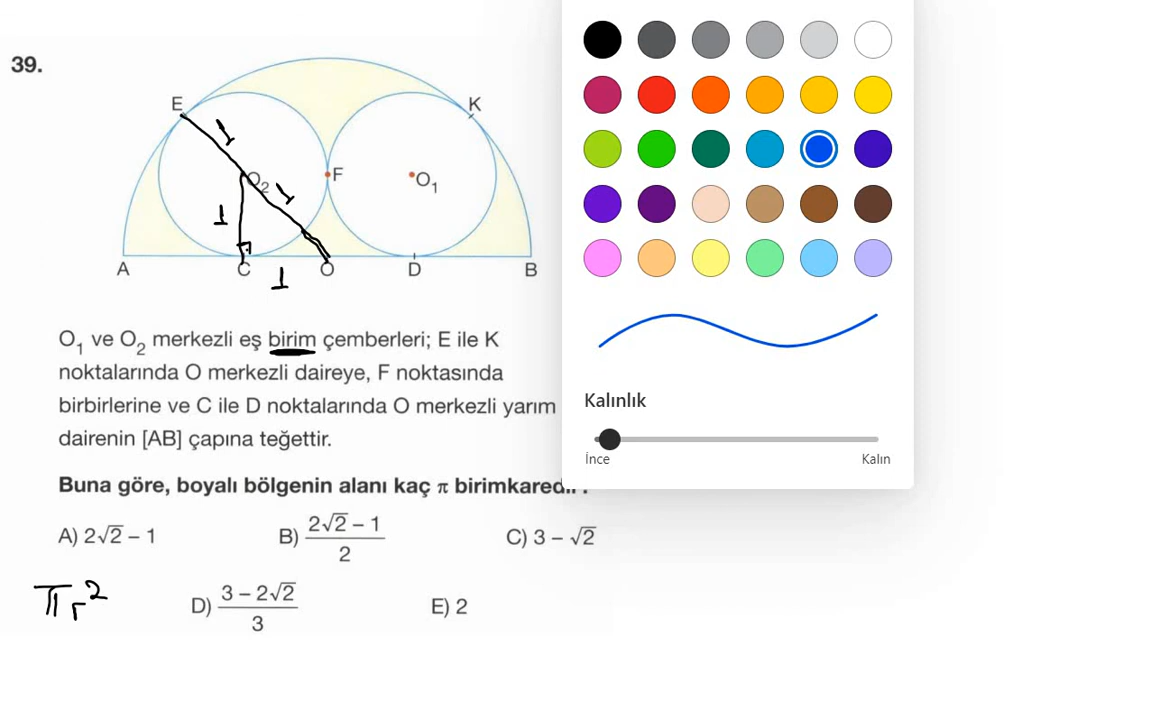 39.
E
K
1
O2
F
O1
1
1
A
C
O
D
B
1
O1 ve O2 merkezli eş birim çemberleri; E ile K
noktalarında O merkezli daireye, F noktasında
birbirlerine ve C ile D noktalarında O merkezli yarım
dairenin [AB] çapına teğettir.
Buna göre, boyalı bölgenin alanı kaç π
A) 2√2 – 1
B) (2√2 – 1)/2
C) 3 – √2
πr²
D) (3 – 2√2)/3
E) 2
Kalınlık
İnce
Kalın